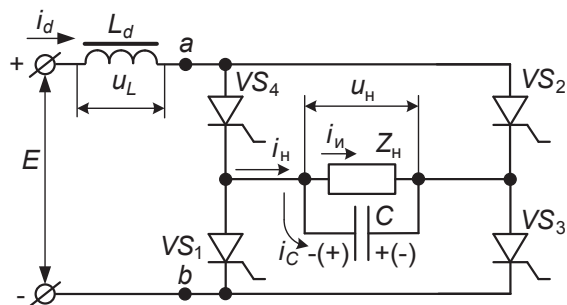 i_d
L_d
a
+
u_L
VS_4
u_н
VS_2
E
i_н
i_и
Z_н
VS_1
i_C
-(+)
C
+(-)
VS_3
b
-